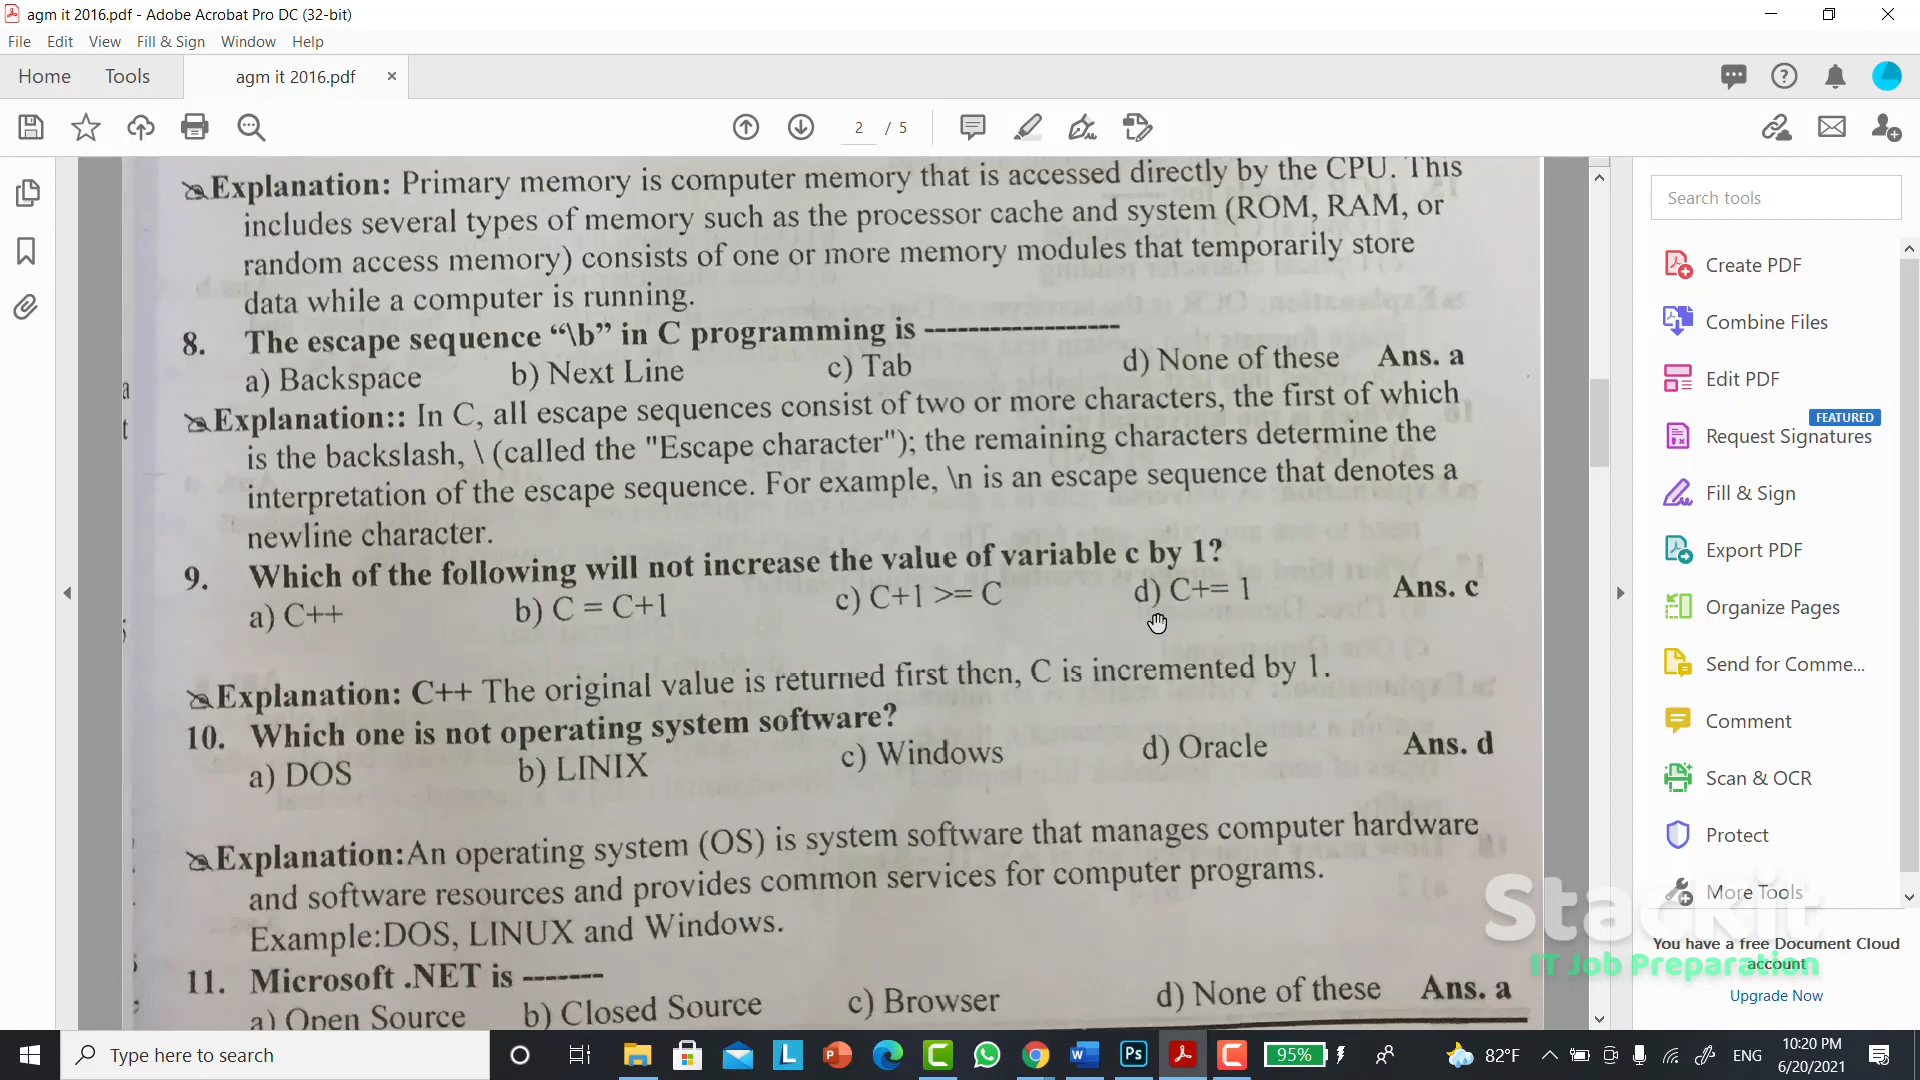 agm it 2016.pdf - Adobe Acrobat Pro DC (32-bit)
File Edit View Fill & Sign Window Help
Home Tools agm it 2016.pdf ×
2 / 5
Explanation: Primary memory is computer memory that is accessed directly by the CPU. This
includes several types of memory such as the processor cache and system (ROM, RAM, or
random access memory) consists of one or more memory modules that temporarily store
data while a computer is running.
8. The escape sequence “\b” in C programming is ------------------
a) Backspace b) Next Line c) Tab d) None of these Ans. a
Explanation:: In C, all escape sequences consist of two or more characters, the first of which
is the backslash, \ (called the "Escape character"); the remaining characters determine the
interpretation of the escape sequence. For example, \n is an escape sequence that denotes a
newline character.
9. Which of the following will not increase the value of variable c by 1?
a) C++ b) C = C+1 c) C+1 >= C d) C+= 1 Ans. c
Explanation: C++ The original value is returned first then, C is incremented by 1.
10. Which one is not operating system software?
a) DOS b) LINIX c) Windows d) Oracle Ans. d
Explanation:An operating system (OS) is system software that manages computer hardware
and software resources and provides common services for computer programs.
Example:DOS, LINUX and Windows.
11. Microsoft .NET is -------
a) Open Source b) Closed Source c) Browser d) None of these Ans. a
Search tools
Create PDF
Combine Files
Edit PDF
FEATURED
Request Signatures
Fill & Sign
Export PDF
Organize Pages
Send for Comme...
Comment
Scan & OCR
Protect
More Tools
Stackit
IT Job Preparation
You have a free Document Cloud
account
Upgrade Now
Type here to search
95%
82°F
ENG
10:20 PM
6/20/2021